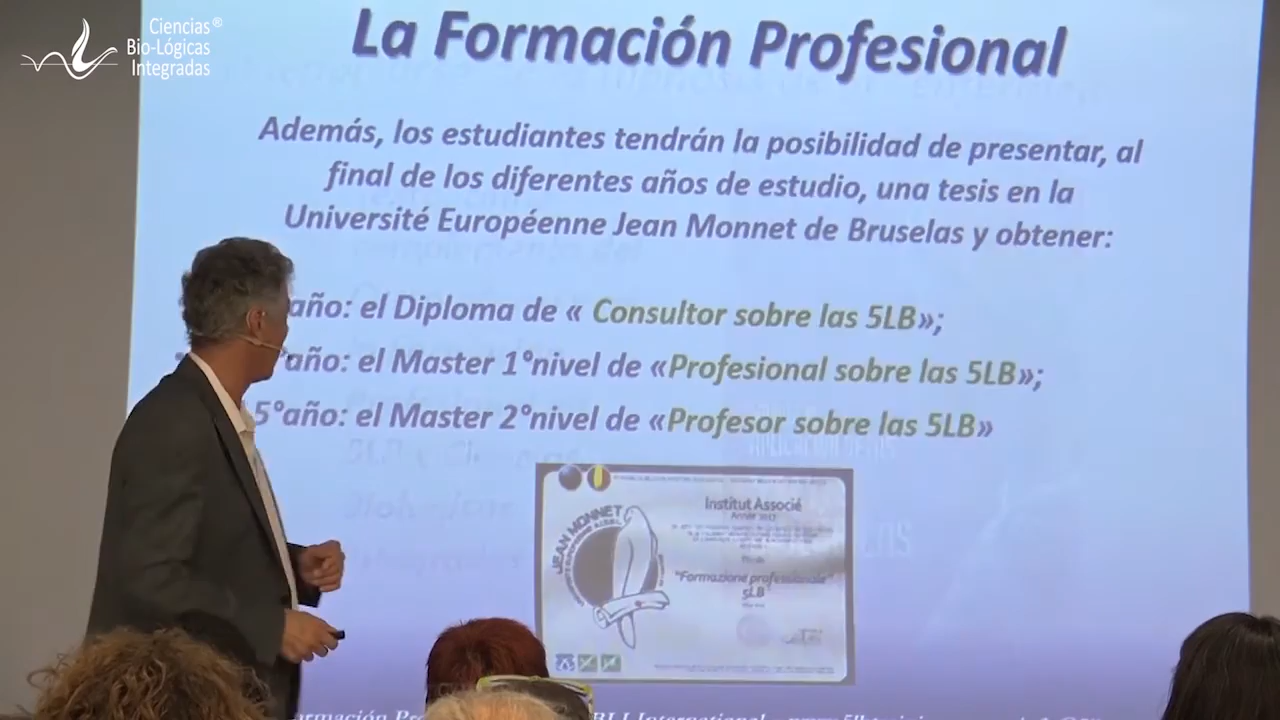 Ciencias®
Bio-Lógicas
Integradas
La Formación Profesional
Además, los estudiantes tendrán la posibilidad de presentar, al
final de los diferentes años de estudio, una tesis en la
Université Européenne Jean Monnet de Bruselas y obtener:
año: el Diploma de « Consultor sobre las 5LB»;
°año: el Master 1°nivel de «Profesional sobre las 5LB»;
5°año: el Master 2°nivel de «Profesor sobre las 5LB»
JEAN MONNET
Institut Associé
"Formazione professionale
5LB"
International